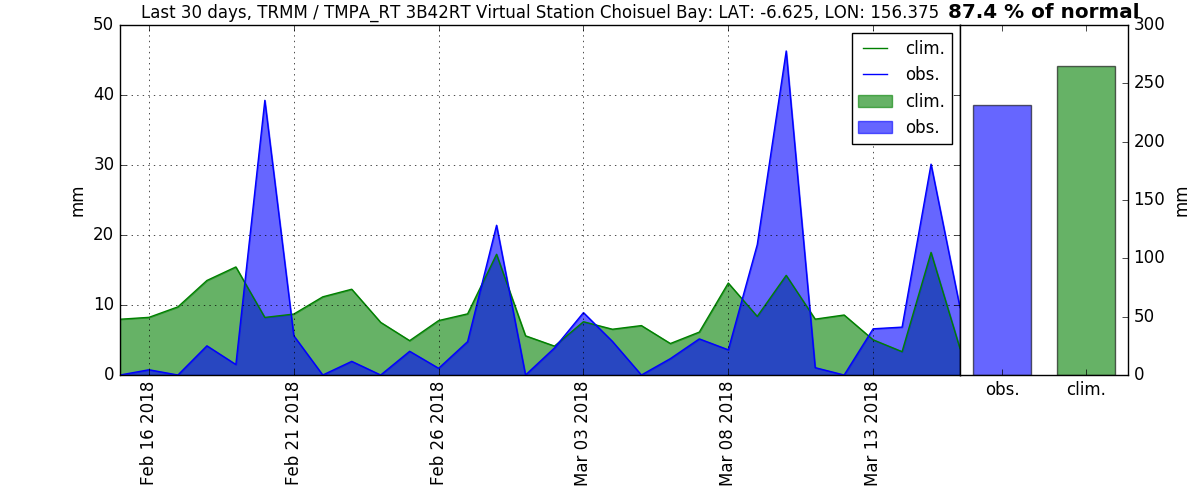 Last 30 days, TRMM / TMPA_RT 3B42RT Virtual Station Choisuel Bay: LAT: -6.625, LON: 156.375 87.4 % of normal
50
40
30
20
10
0
mm
clim.
obs.
clim.
obs.
300
250
200
150
100
50
0
mm
obs. clim.
Feb 16 2018
Feb 21 2018
Feb 26 2018
Mar 03 2018
Mar 08 2018
Mar 13 2018